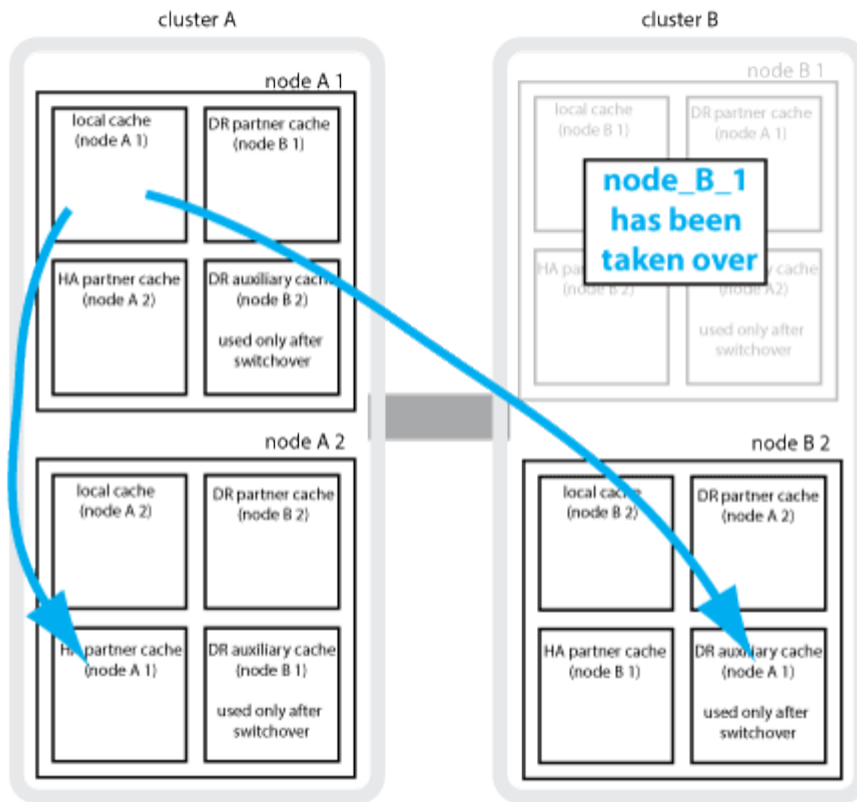 cluster A
cluster B
node A 1
local cache
(node A 1)
DR partner cache
(node B 1)
HA partner cache
(node A 2)
DR auxiliary cache
(node B 2)
used only after
switchover
node A 2
local cache
(node A 2)
DR partner cache
(node B 2)
HA partner cache
(node A 1)
DR auxiliary cache
(node B 1)
used only after
switchover
node B 1
local cache
(node B 1)
DR partner cache
(node A 1)
node_B_1
has been
taken over
HA
cache
A2)
used only after
switchover
node B 2
local cache
(node B 2)
DR partner cache
(node A 2)
HA partner cache
(node B 1)
DR auxiliary cache
(node A 1)
used only after
switchover